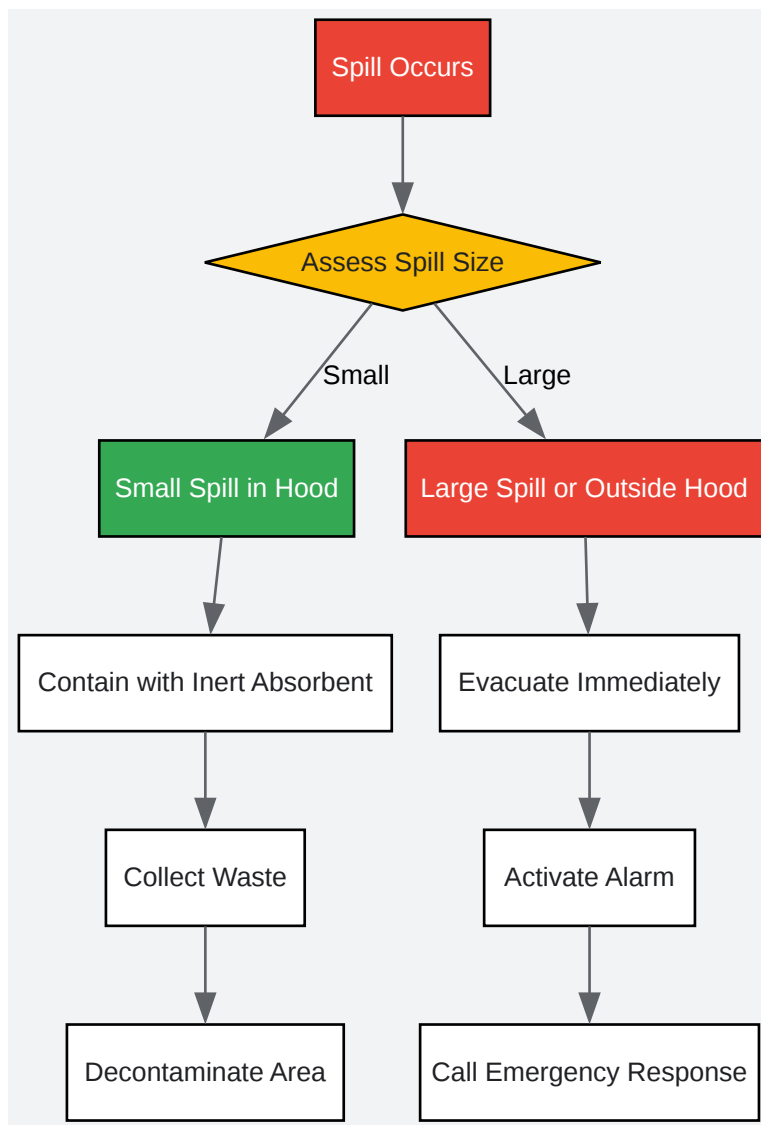 Spill Occurs
Assess Spill Size
Small
Large
Small Spill in Hood
Large Spill or Outside Hood
Contain with Inert Absorbent
Evacuate Immediately
Collect Waste
Activate Alarm
Decontaminate Area
Call Emergency Response